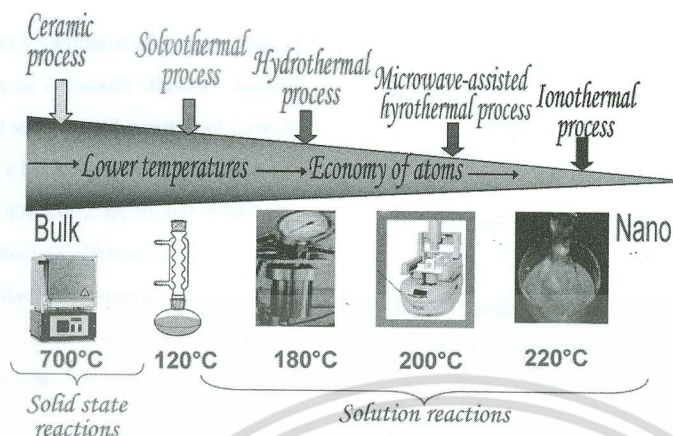 Ceramic
process
Solvothermal
process
Hydrothermal
process
Microwave-assisted
hyrothermal process
Ionothermal
process
Lower temperatures
Economy of atoms
Bulk
Nano
700°C
120°C
180°C
200°C
220°C
Solid state
reactions
Solution reactions